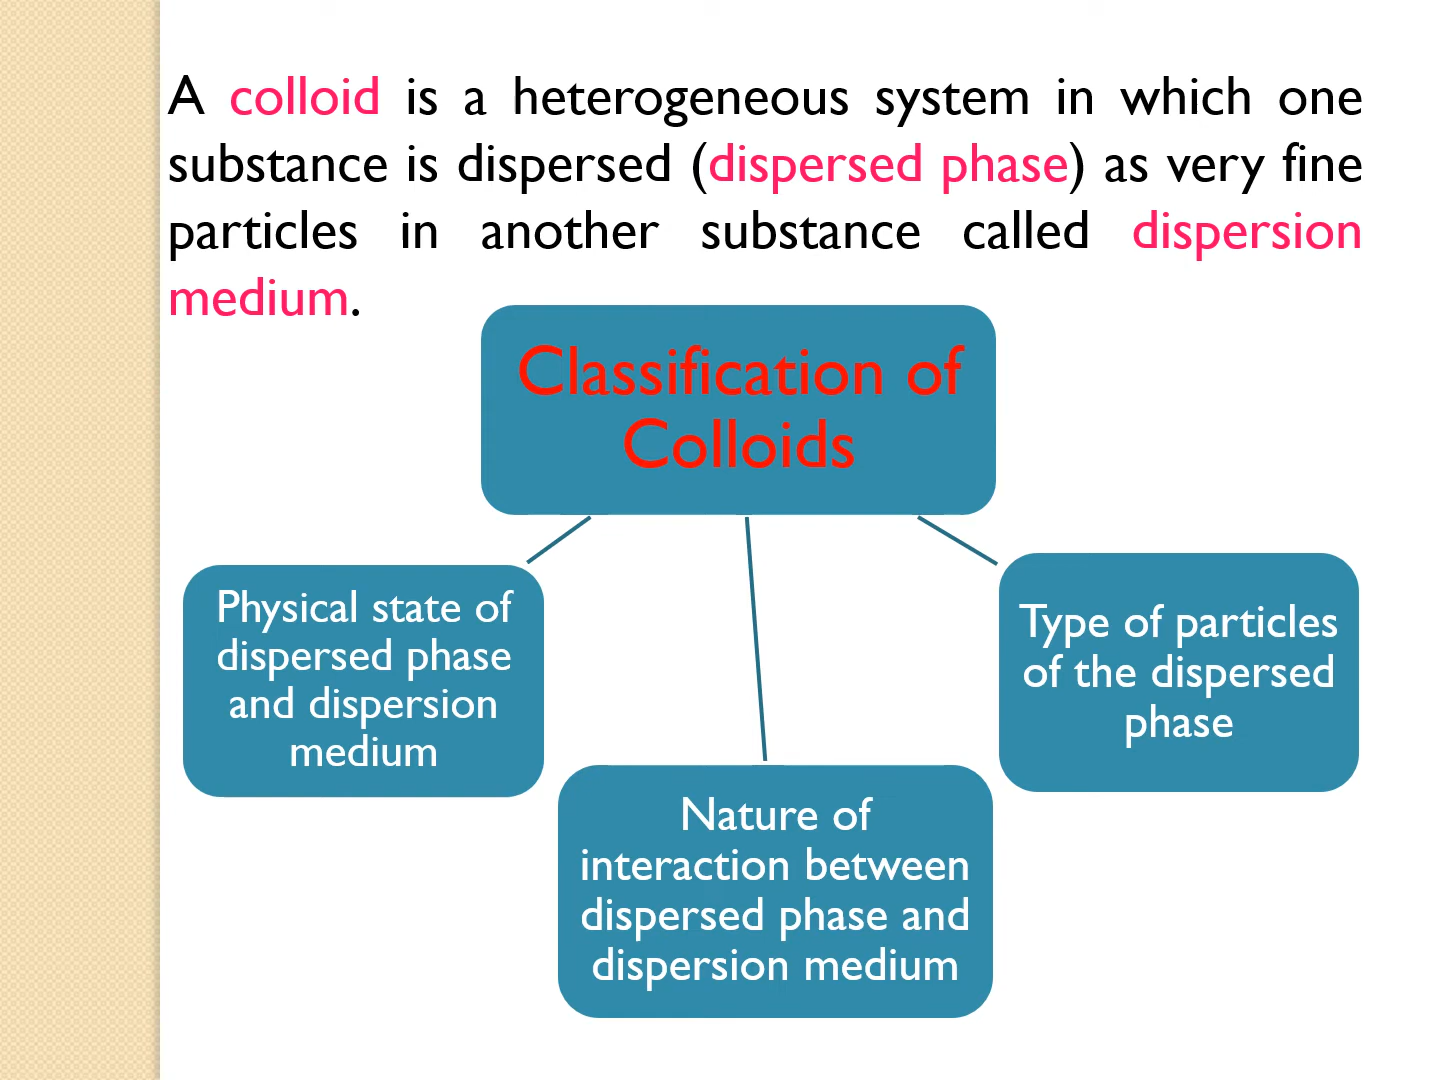 A colloid is a heterogeneous system in which one
substance is dispersed (dispersed phase) as very fine
particles in another substance called dispersion
medium.
Classification of
Colloids
Physical state of
dispersed phase
and dispersion
medium
Nature of
interaction between
dispersed phase and
dispersion medium
Type of particles
of the dispersed
phase